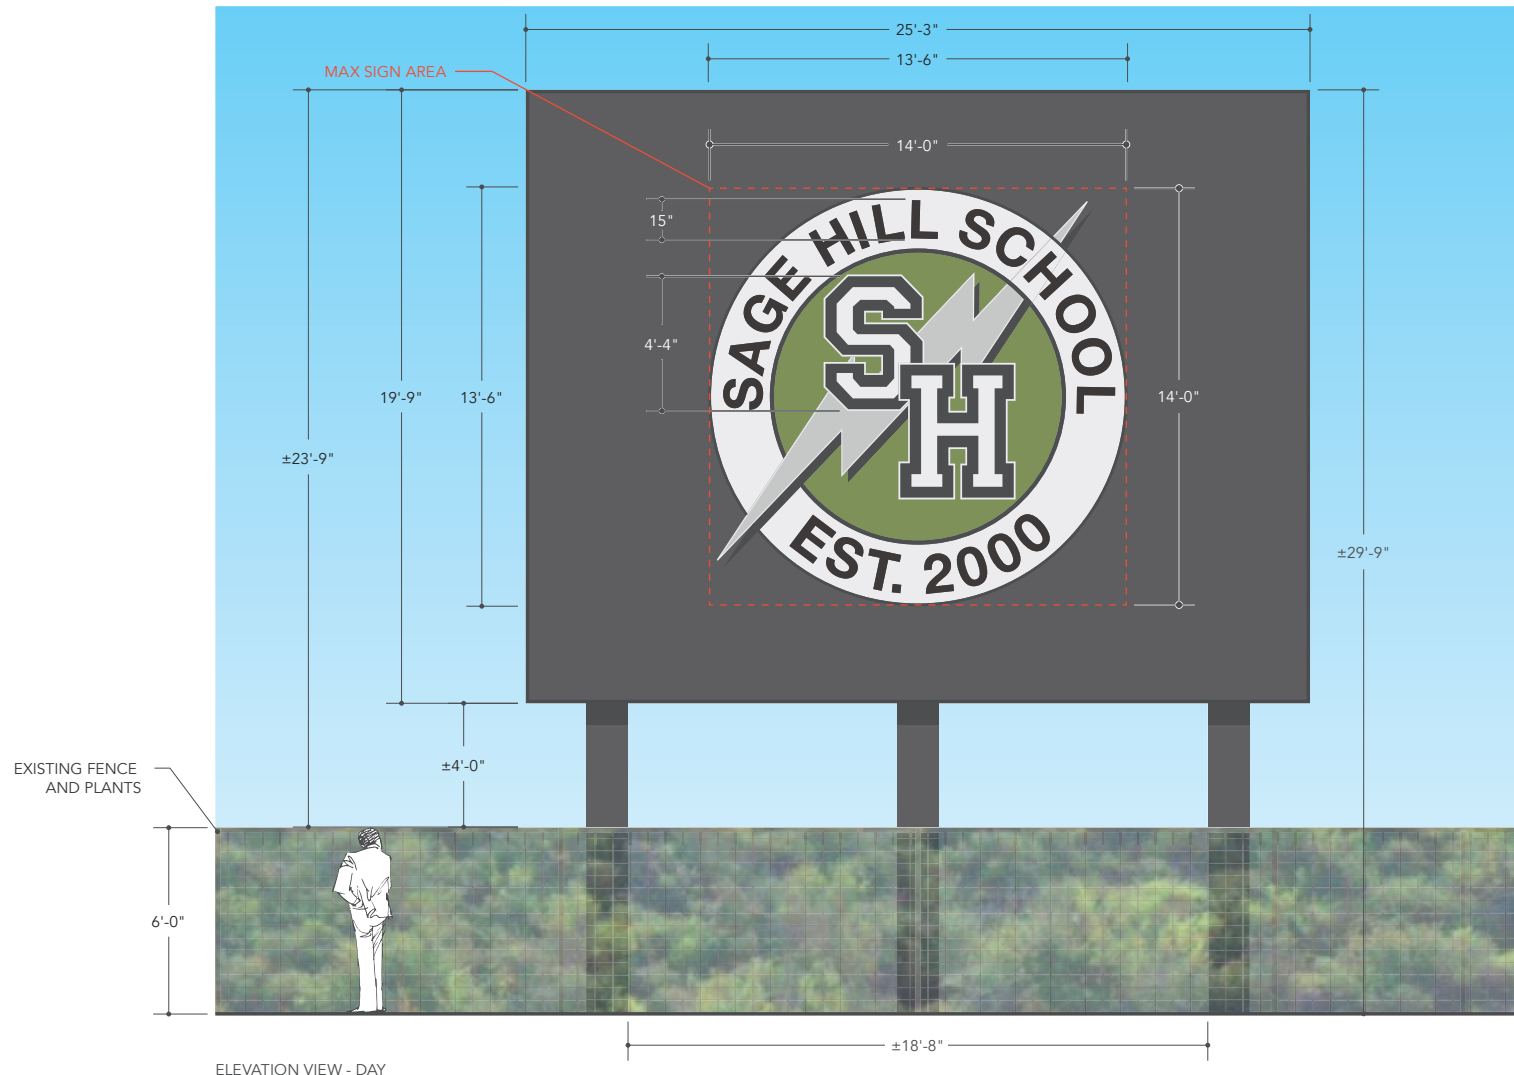 25'-3"
13'-6"
MAX SIGN AREA
14'-0"
15"
SAGE HILL SCHOOL
4'-4"
SH
19'-9"
13'-6"
14'-0"
±23'-9"
EST. 2000
±29'-9"
±4'-0"
EXISTING FENCE
AND PLANTS
6'-0"
±18'-8"
ELEVATION VIEW - DAY